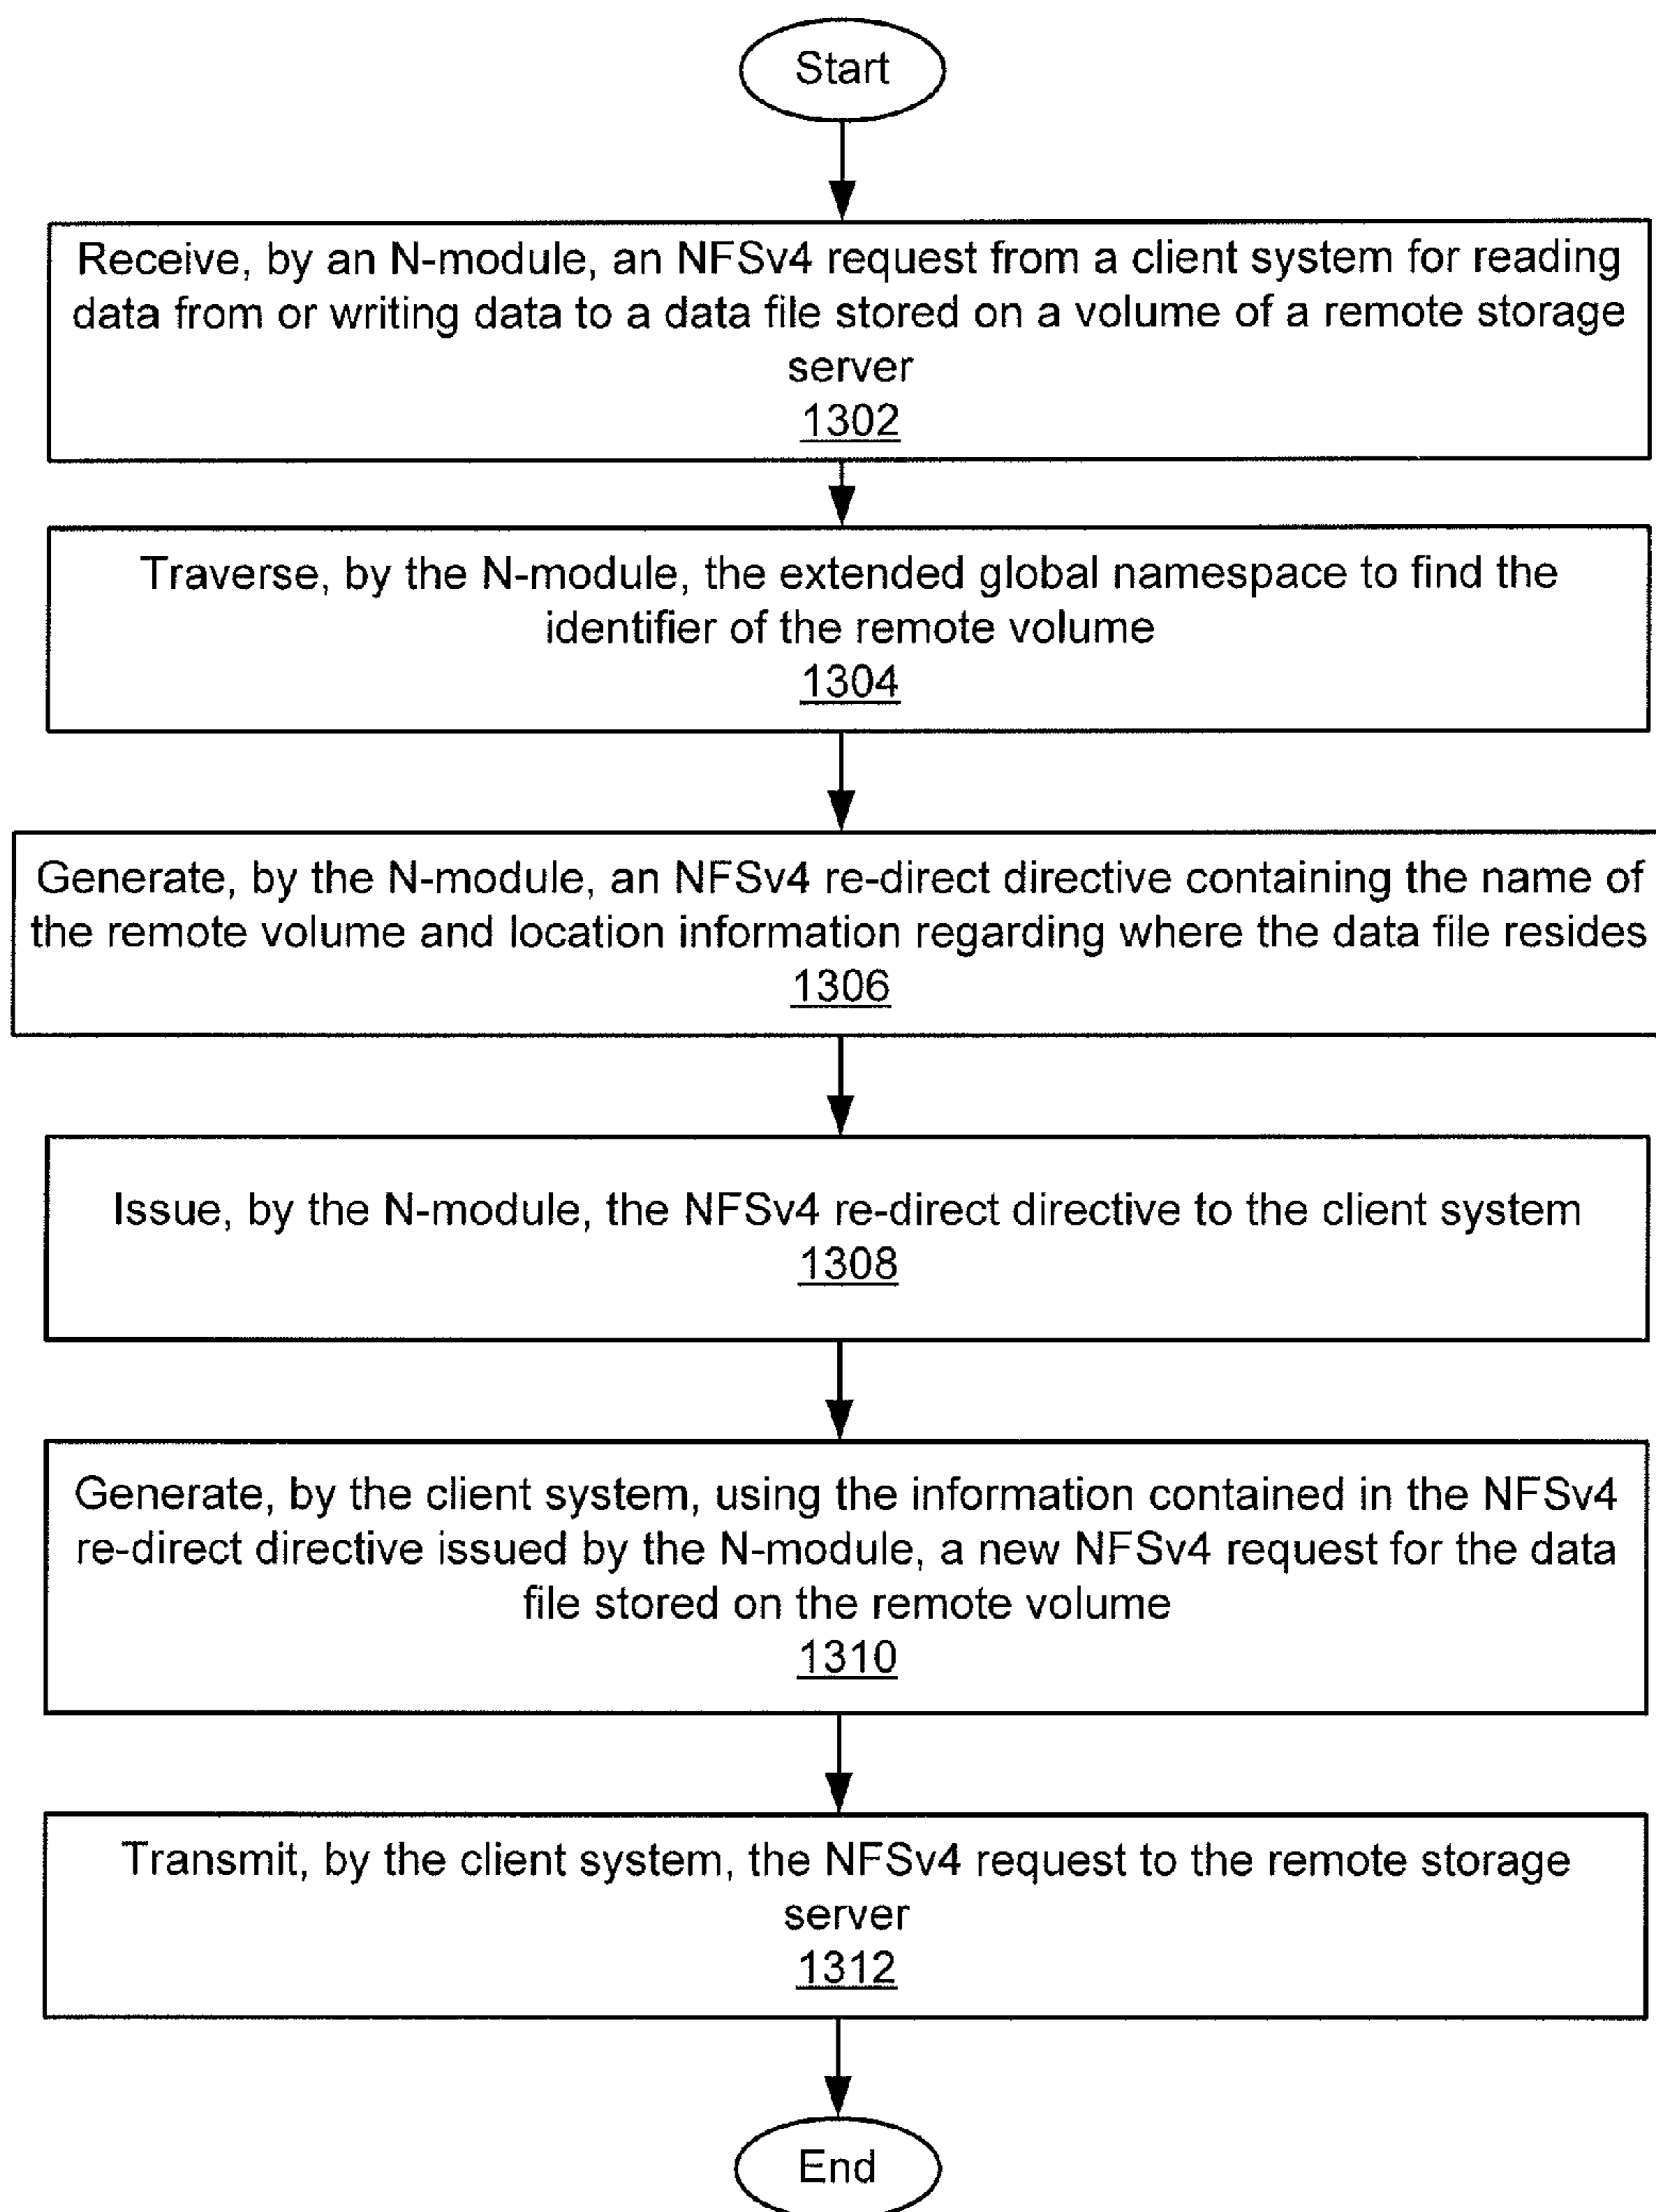 Start
Receive, by an N-module, an NFSv4 request from a client system for reading
data from or writing data to a data file stored on a volume of a remote storage
server
1302
Traverse, by the N-module, the extended global namespace to find the
identifier of the remote volume
1304
Generate, by the N-module, an NFSv4 re-direct directive containing the name of
the remote volume and location information regarding where the data file resides
1306
Issue, by the N-module, the NFSv4 re-direct directive to the client system
1308
Generate, by the client system, using the information contained in the NFSv4
re-direct directive issued by the N-module, a new NFSv4 request for the data
file stored on the remote volume
1310
Transmit, by the client system, the NFSv4 request to the remote storage
server
1312
End